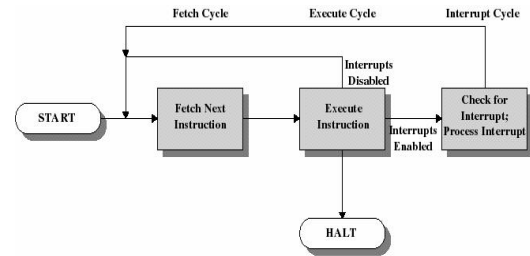 Fetch Cycle
Execute Cycle
Interrupt Cycle
Interrupts
Disabled
START
Fetch Next
Instruction
Execute
Instruction
Interrupts
Enabled
Check for
Interrupt;
Process Interrupt
HALT